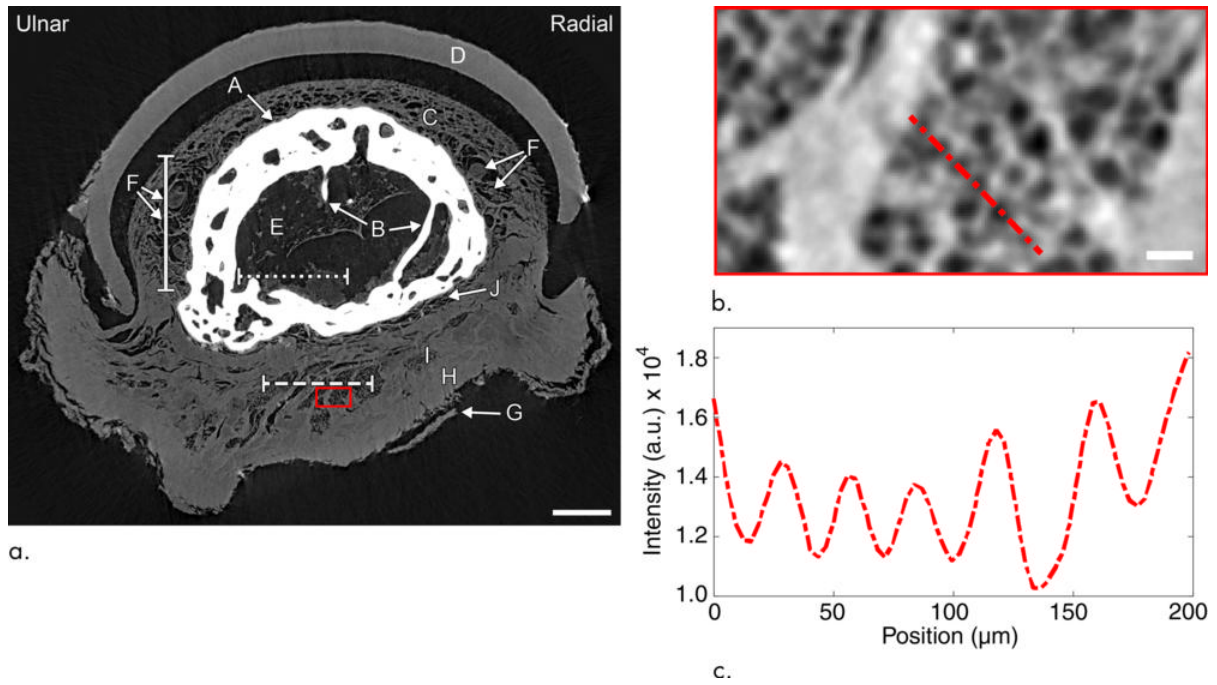 Ulnar
Radial
D
A
C
F
F
E
B
J
I
H
G
a.
b.
1.8
1.6
1.4
1.2
1.0
Intensity (a.u.) x 10⁴
0
50
100
150
200
Position (µm)
c.